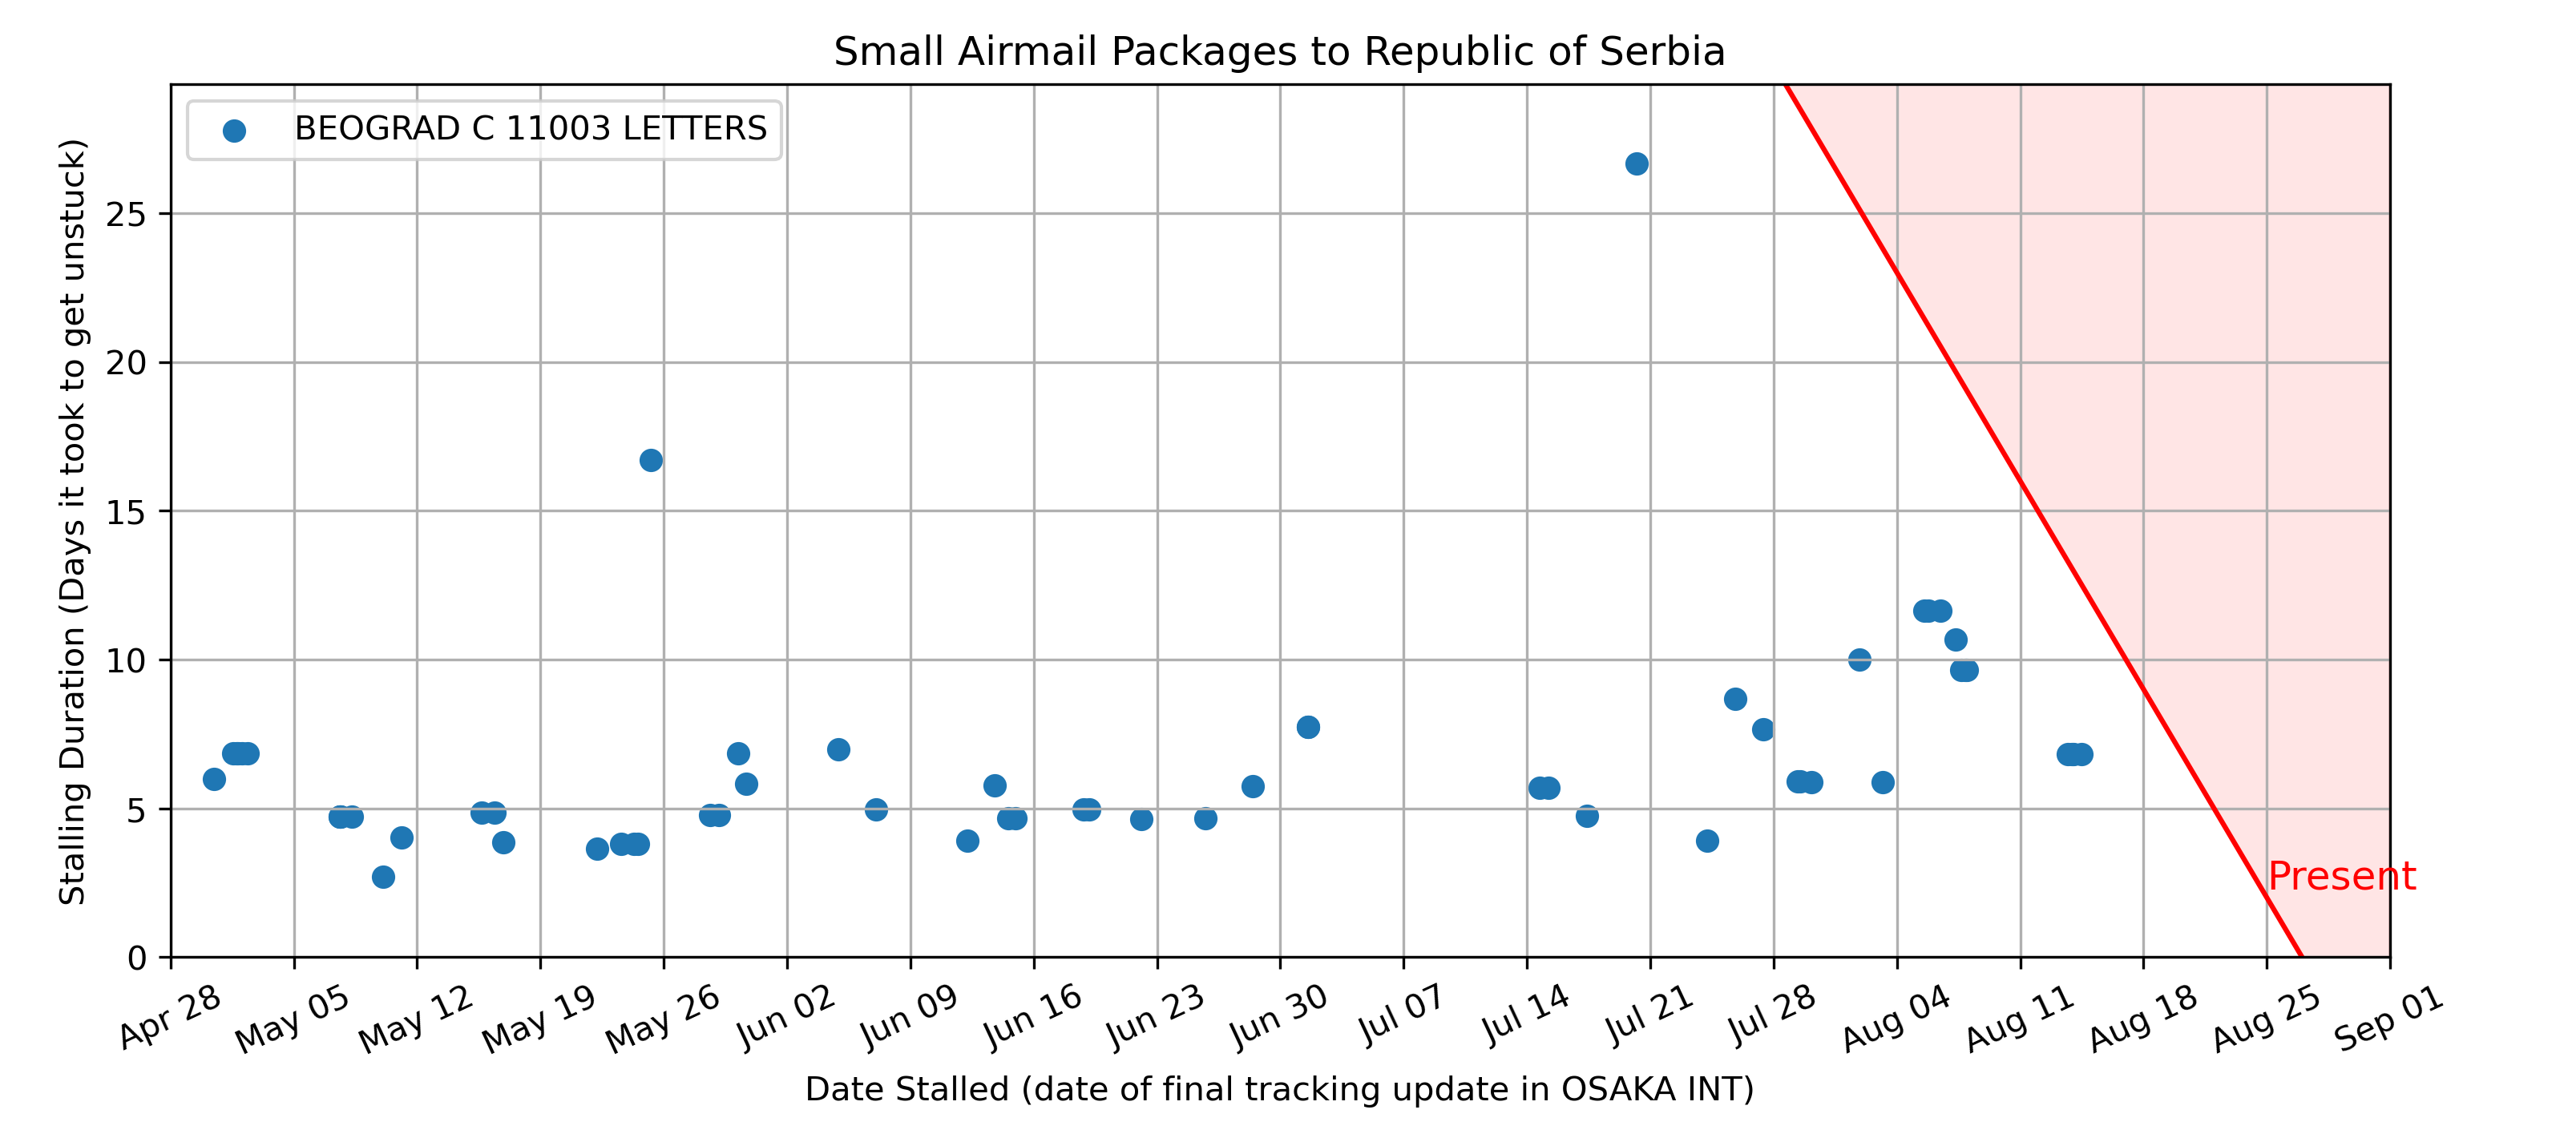 Small Airmail Packages to Republic of Serbia
BEOGRAD C 11003 LETTERS
Stalling Duration (Days it took to get unstuck)
25
20
15
10
5
0
Present
Apr 28
May 05
May 12
May 19
May 26
Jun 02
Jun 09
Jun 16
Jun 23
Jun 30
Jul 07
Jul 14
Jul 21
Jul 28
Aug 04
Aug 11
Aug 18
Aug 25
Sep 01
Date Stalled (date of final tracking update in OSAKA INT)